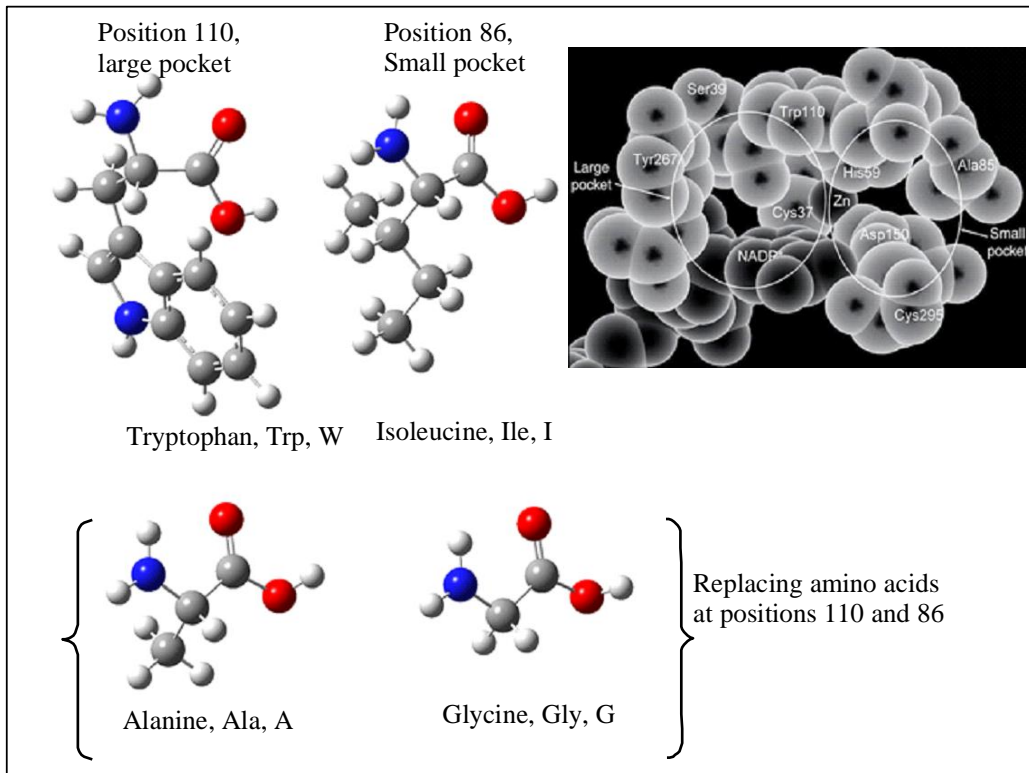 Position 110,
large pocket
Position 86,
Small pocket
Ser39
Trp110
Tyr267
His59
Ala85
Large
pocket
Cys37
Zn
Asp150
Small
pocket
Cys295
Tryptophan, Trp, W
Isoleucine, Ile, I
Replacing amino acids
at positions 110 and 86
Alanine, Ala, A
Glycine, Gly, G